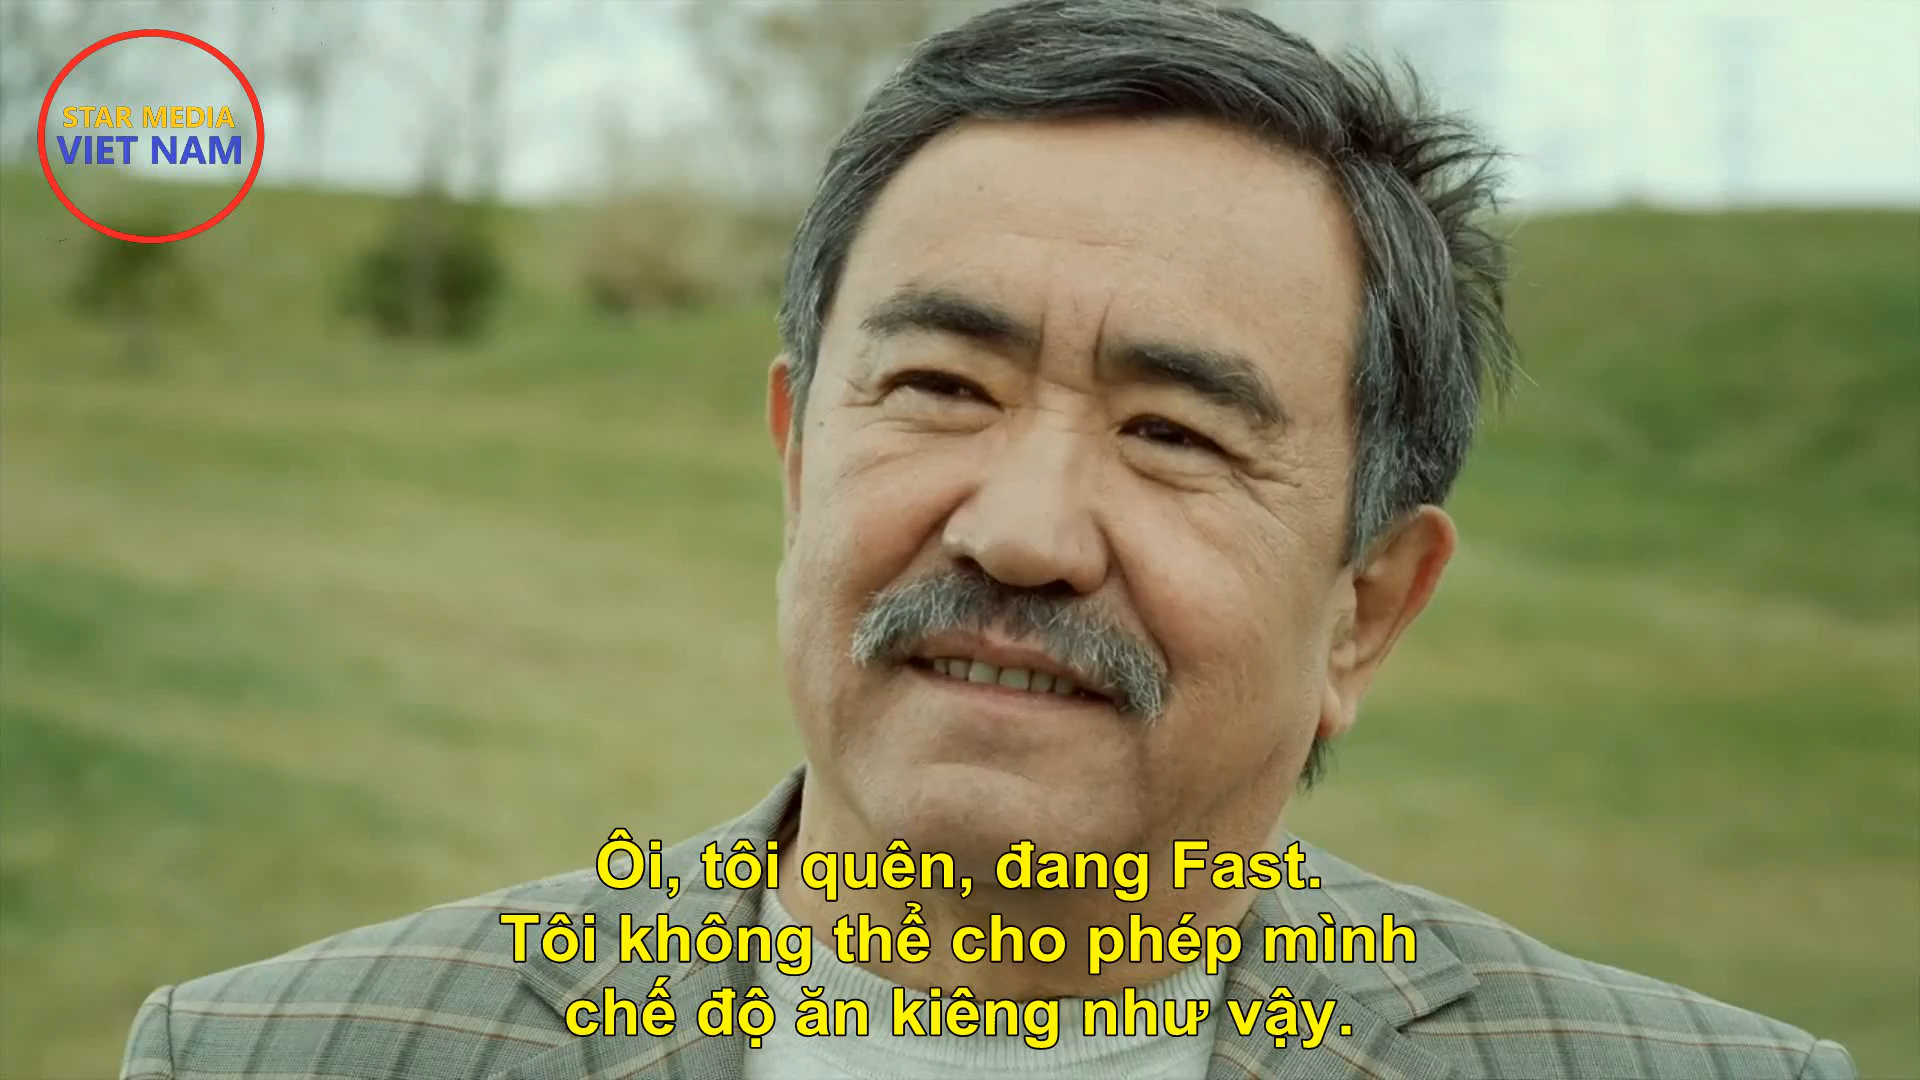 STAR MEDIA
VIET NAM
Ôi, tôi quên, đang Fast.
Tôi không thể cho phép mình
chế độ ăn kiêng như vậy.